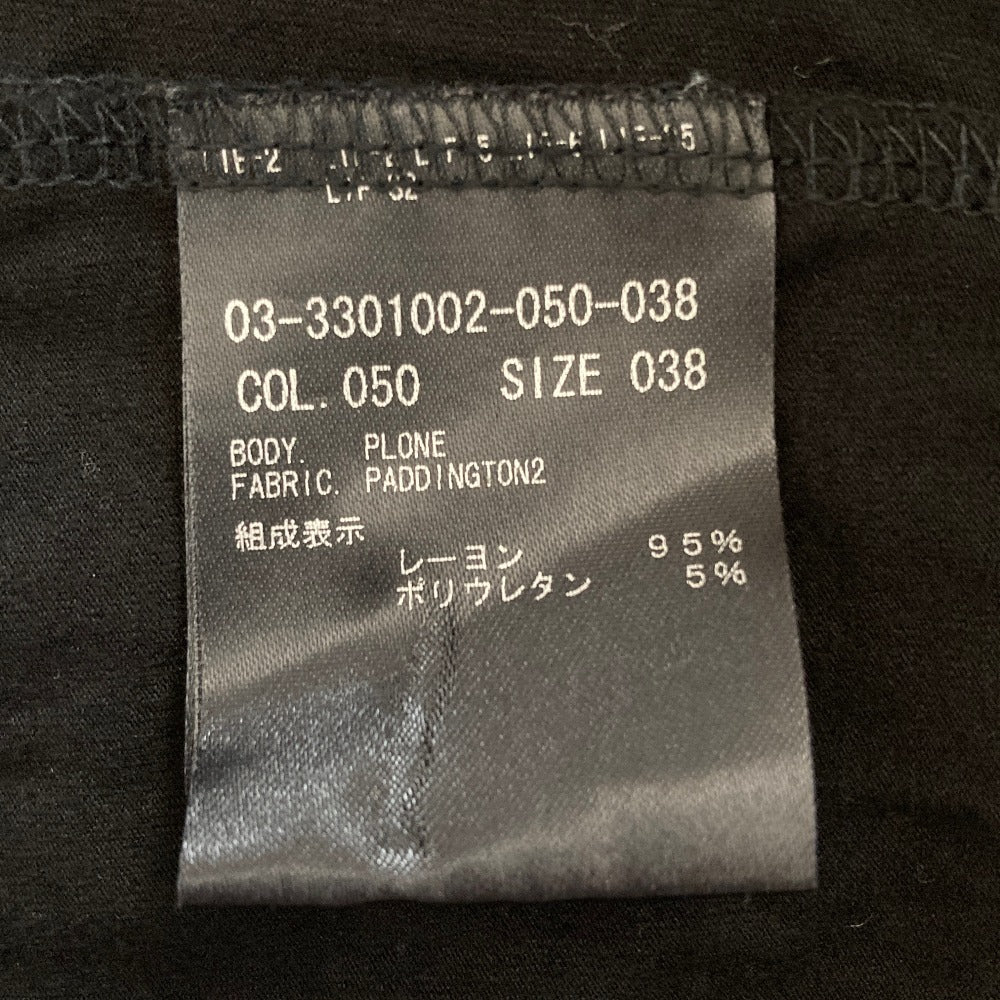 03-3301002-050-038
COL. 050 SIZE 038
BODY. PLONE
FABRIC. PADDINGTON2
組成表示
レーヨン 95%
ポリウレタン 5%